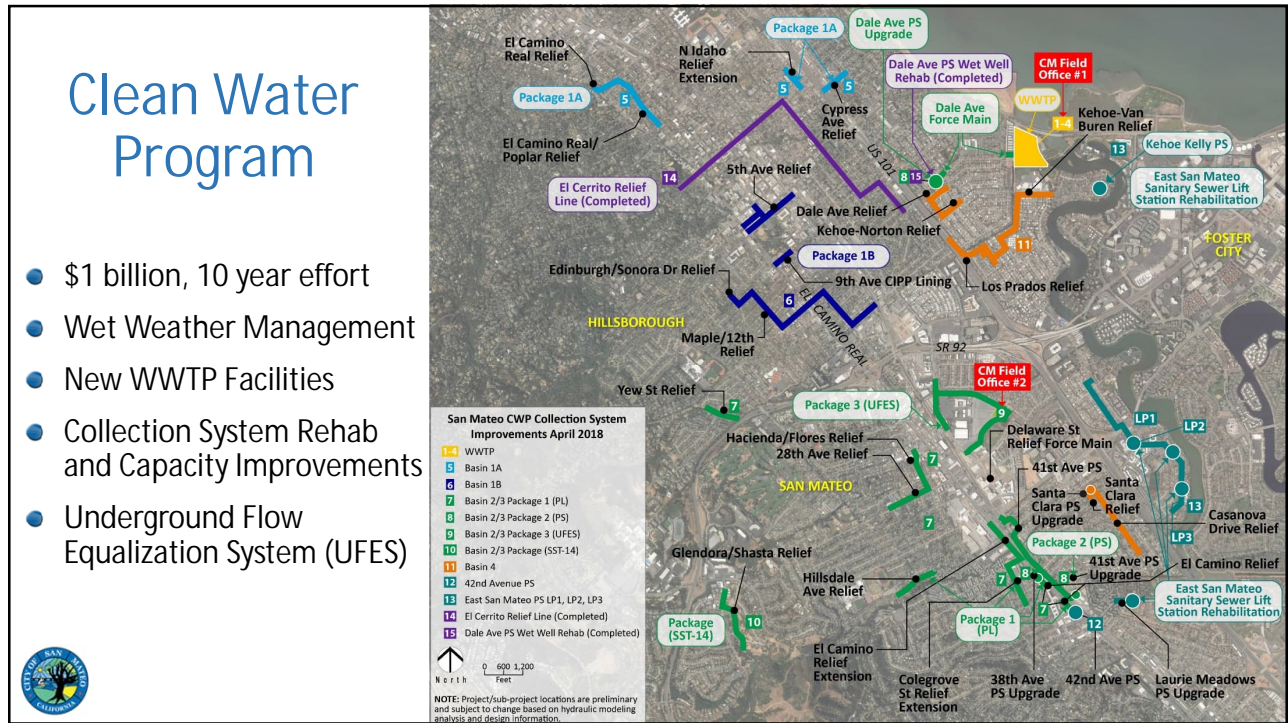 Clean Water
Program
$1 billion, 10 year effort
Wet Weather Management
New WWTP Facilities
Collection System Rehab
and Capacity Improvements
Underground Flow
Equalization System (UFES)
CITY OF SAN MATEO
CALIFORNIA
El Camino
Real Relief
Package 1A
5
El Camino Real/
Poplar Relief
N Idaho
Relief
Extension
Package 1A
5
5
Cypress
Ave
Relief
Dale Ave PS
Upgrade
Dale Ave PS Wet Well
Rehab (Completed)
Dale Ave
Force Main
CM Field
Office #1
WWTP
1-4
Kehoe-Van
Buren Relief
13
Kehoe Kelly PS
East San Mateo
Sanitary Sewer Lift
Station Rehabilitation
FOSTER
CITY
US 101
8
15
14
El Cerrito Relief
Line (Completed)
5th Ave Relief
Dale Ave Relief
Kehoe-Norton Relief
11
Los Prados Relief
Package 1B
9th Ave CIPP Lining
Edinburgh/Sonora Dr Relief
6
HILLSBOROUGH
EL CAMINO REAL
Maple/12th
Relief
SR 92
CM Field
Office #2
Yew St Relief
7
Package 3 (UFES)
9
Delaware St
Relief Force Main
Hacienda/Flores Relief
28th Ave Relief
7
SAN MATEO
7
41st Ave PS
Santa
Clara PS
Upgrade
Santa
Clara
Relief
Casanova
Drive Relief
LP1
LP2
13
LP3
Package 2 (PS)
41st Ave PS
Upgrade
El Camino Relief
Glendora/Shasta Relief
Hillsdale
Ave Relief
7
8
8
7
Package 1
(PL)
12
East San Mateo
Sanitary Sewer Lift
Station Rehabilitation
Package
(SST-14)
10
El Camino
Relief
Extension
Colegrove
St Relief
38th Ave
PS Upgrade
42nd Ave PS
Laurie Meadows
PS Upgrade
San Mateo CWP Collection System
Improvements April 2018
1-4 WWTP
5 Basin 1A
6 Basin 1B
7 Basin 2/3 Package 1 (PL)
8 Basin 2/3 Package 2 (PS)
9 Basin 2/3 Package 3 (UFES)
10 Basin 2/3 Package (SST-14)
11 Basin 4
12 42nd Avenue PS
13 East San Mateo PS LP1, LP2, LP3
14 El Cerrito Relief Line (Completed)
15 Dale Ave PS Wet Well Rehab (Completed)
North
0 600 1,200
Feet
NOTE: Project/sub-project locations are preliminary
and subject to change based on hydraulic modeling
analysis and design information.